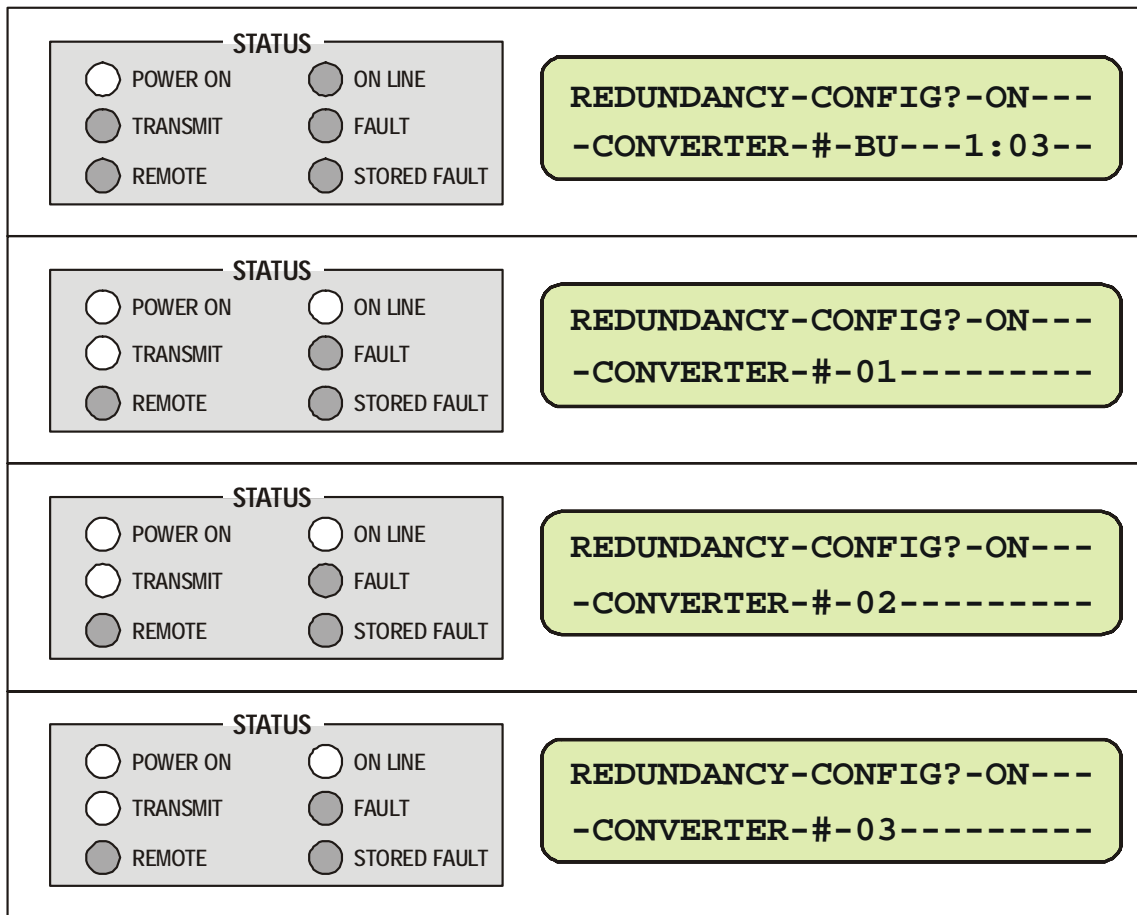 STATUS
POWER ON
ON LINE
TRANSMIT
FAULT
REMOTE
STORED FAULT
REDUNDANCY-CONFIG?-ON---
-CONVERTER-#-BU---1:03--
STATUS
POWER ON
ON LINE
TRANSMIT
FAULT
REMOTE
STORED FAULT
REDUNDANCY-CONFIG?-ON---
-CONVERTER-#-01---------
STATUS
POWER ON
ON LINE
TRANSMIT
FAULT
REMOTE
STORED FAULT
REDUNDANCY-CONFIG?-ON---
-CONVERTER-#-02---------
STATUS
POWER ON
ON LINE
TRANSMIT
FAULT
REMOTE
STORED FAULT
REDUNDANCY-CONFIG?-ON---
-CONVERTER-#-03---------